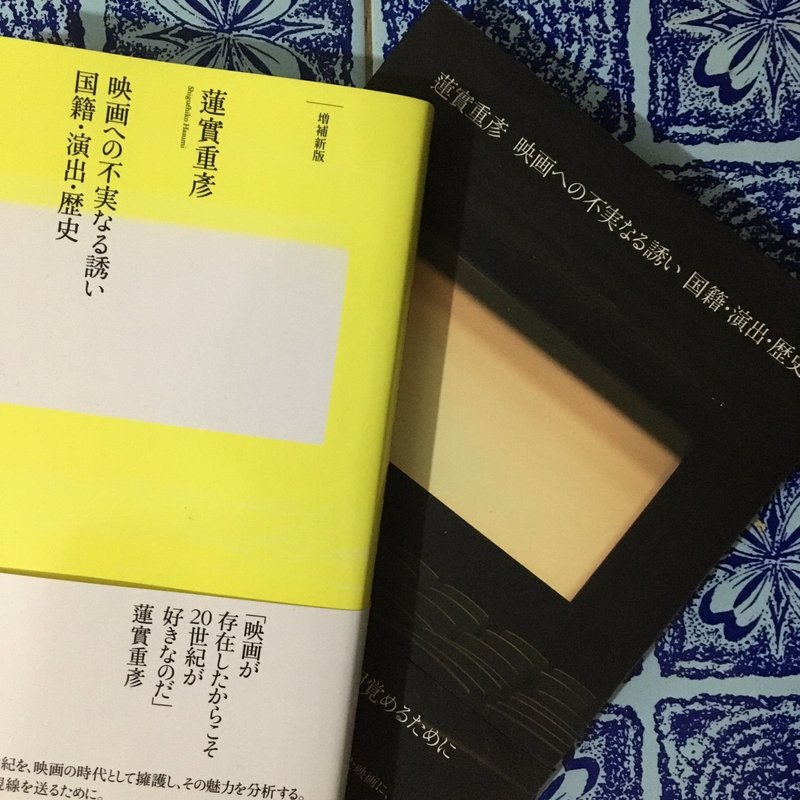 増補新版
蓮實重彦
Shiguéhiko Hasumi
映画への不実なる誘い
国籍・演出・歴史
「映画が
存在したからこそ
20世紀が
好きなのだ」
蓮實重彦
紀を、映画の時代として擁護し、その魅力を分析する。
視線を送るために。
蓮實重彦 映画への不実なる誘い 国籍・演出・歴史
覚めるために
映画に、